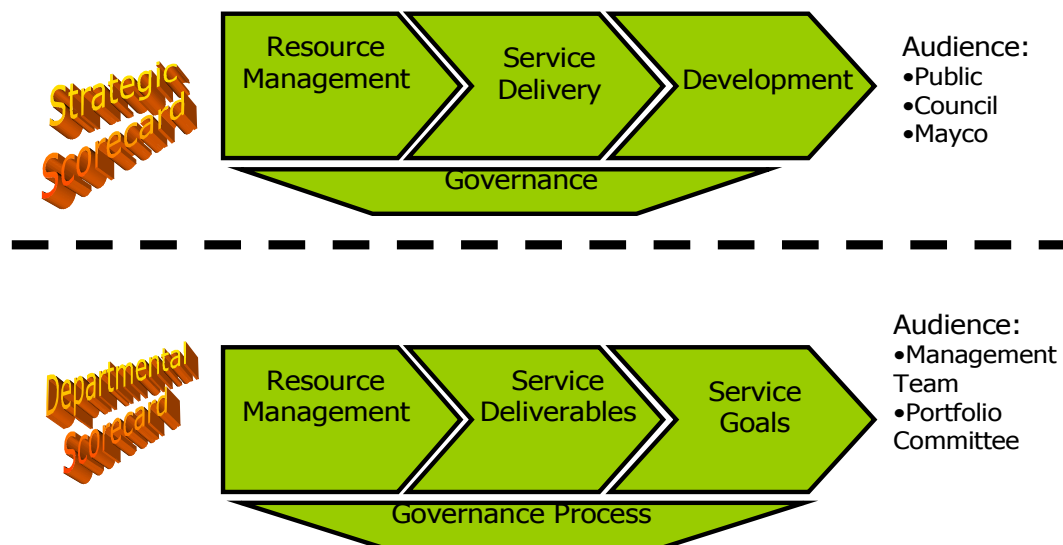 Strategic
Scorecard
Resource
Management
Service
Delivery
Development
Governance
Audience:
•Public
•Council
•Mayco
Departmental
Scorecard
Resource
Management
Service
Deliverables
Service
Goals
Governance Process
Audience:
•Management
Team
•Portfolio
Committee